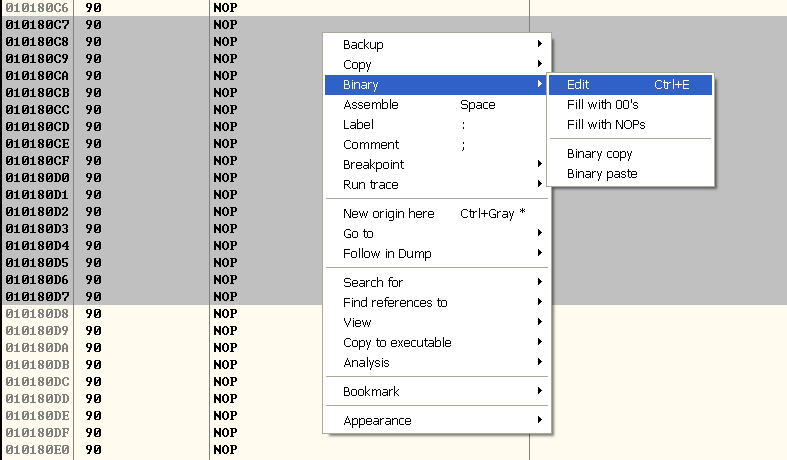 010180C6 90 NOP
010180C7 90 NOP
010180C8 90 NOP
010180C9 90 NOP
010180CA 90 NOP
010180CB 90 NOP
010180CC 90 NOP
010180CD 90 NOP
010180CE 90 NOP
010180CF 90 NOP
010180D0 90 NOP
010180D1 90 NOP
010180D2 90 NOP
010180D3 90 NOP
010180D4 90 NOP
010180D5 90 NOP
010180D6 90 NOP
010180D7 90 NOP
010180D8 90 NOP
010180D9 90 NOP
010180DA 90 NOP
010180DB 90 NOP
010180DC 90 NOP
010180DD 90 NOP
010180DE 90 NOP
010180DF 90 NOP
010180E0 90 NOP
Backup
Copy
Binary
Assemble Space
Label :
Comment ;
Breakpoint
Run trace
New origin here Ctrl+Gray *
Go to
Follow in Dump
Search for
Find references to
View
Copy to executable
Analysis
Bookmark
Appearance
Edit Ctrl+E
Fill with 00's
Fill with NOPs
Binary copy
Binary paste